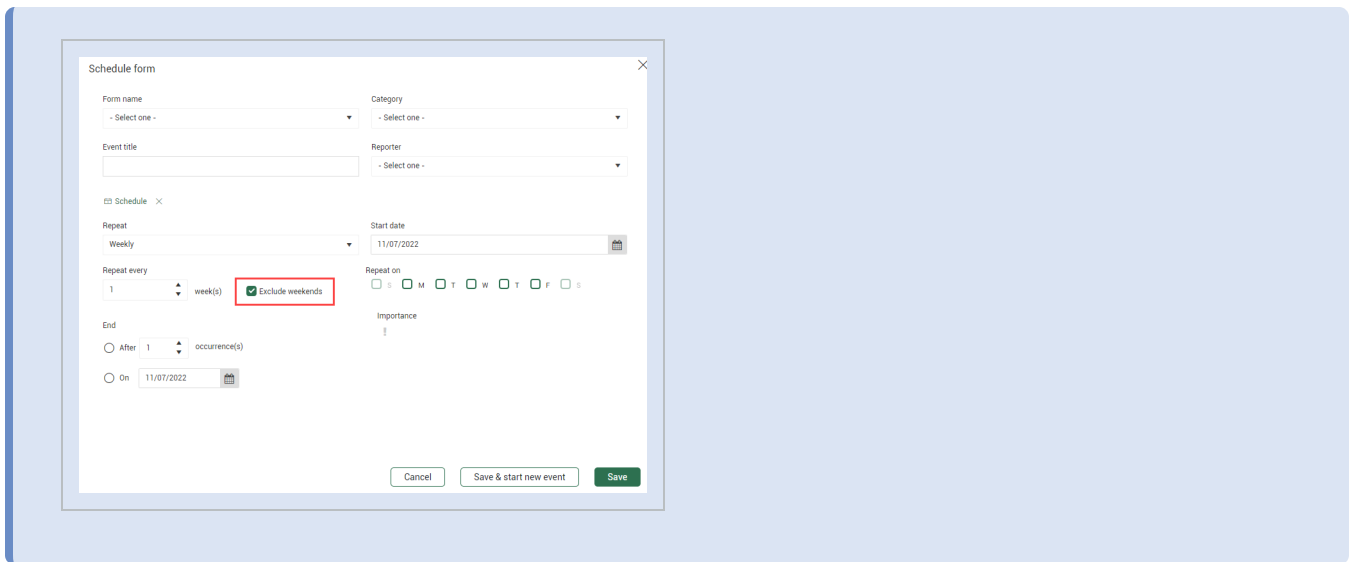 Schedule form
Form name
Category
- Select one -
- Select one -
Event title
Reporter
- Select one -
Schedule
Repeat
Start date
Weekly
11/07/2022
Repeat every
Repeat on
1 week(s) Exclude weekends
S M T W T F S
Importance
End
After 1 occurrence(s)
On 11/07/2022
Cancel Save & start new event Save